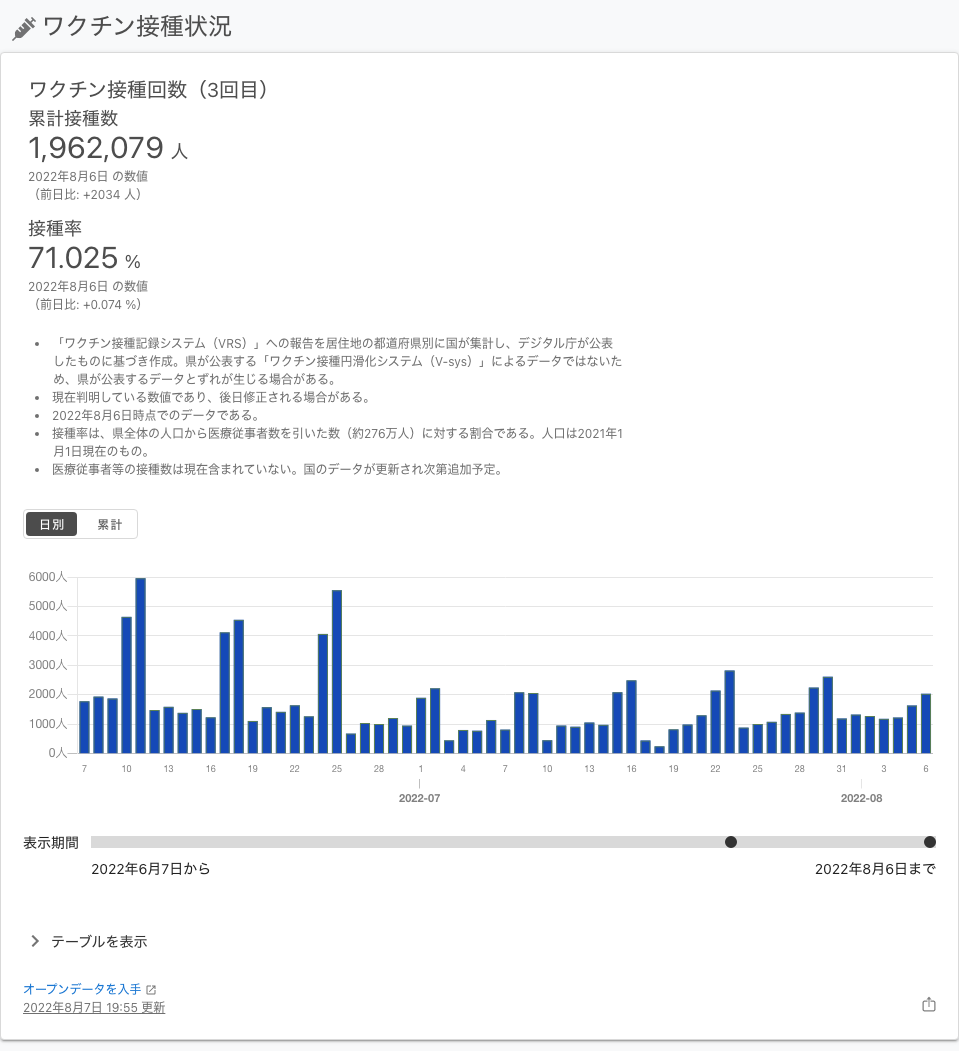 ワクチン接種状況
ワクチン接種回数（3回目）
累計接種数
1,962,079 人
2022年8月6日 の数値
（前日比: +2034 人）
接種率
71.025 %
2022年8月6日 の数値
（前日比: +0.074 %）
• 「ワクチン接種記録システム（VRS）」への報告を居住地の都道府県別に国が集計し、デジタル庁が公表
したものに基づき作成。県が公表する「ワクチン接種円滑化システム（V-sys）」によるデータではないた
め、県が公表するデータとずれが生じる場合がある。
• 現在判明している数値であり、後日修正される場合がある。
• 2022年8月6日時点でのデータである。
• 接種率は、県全体の人口から医療従事者数を引いた数（約276万人）に対する割合である。人口は2021年1
月1日現在のもの。
• 医療従事者等の接種数は現在含まれていない。国のデータが更新され次第追加予定。
日別 累計
6000人
5000人
4000人
3000人
2000人
1000人
0人
7 10 13 16 19 22 25 28 1 4 7 10 13 16 19 22 25 28 31 3 6
2022-07 2022-08
表示期間
2022年6月7日から 2022年8月6日まで
テーブルを表示
オープンデータを入手
2022年8月7日 19:55 更新